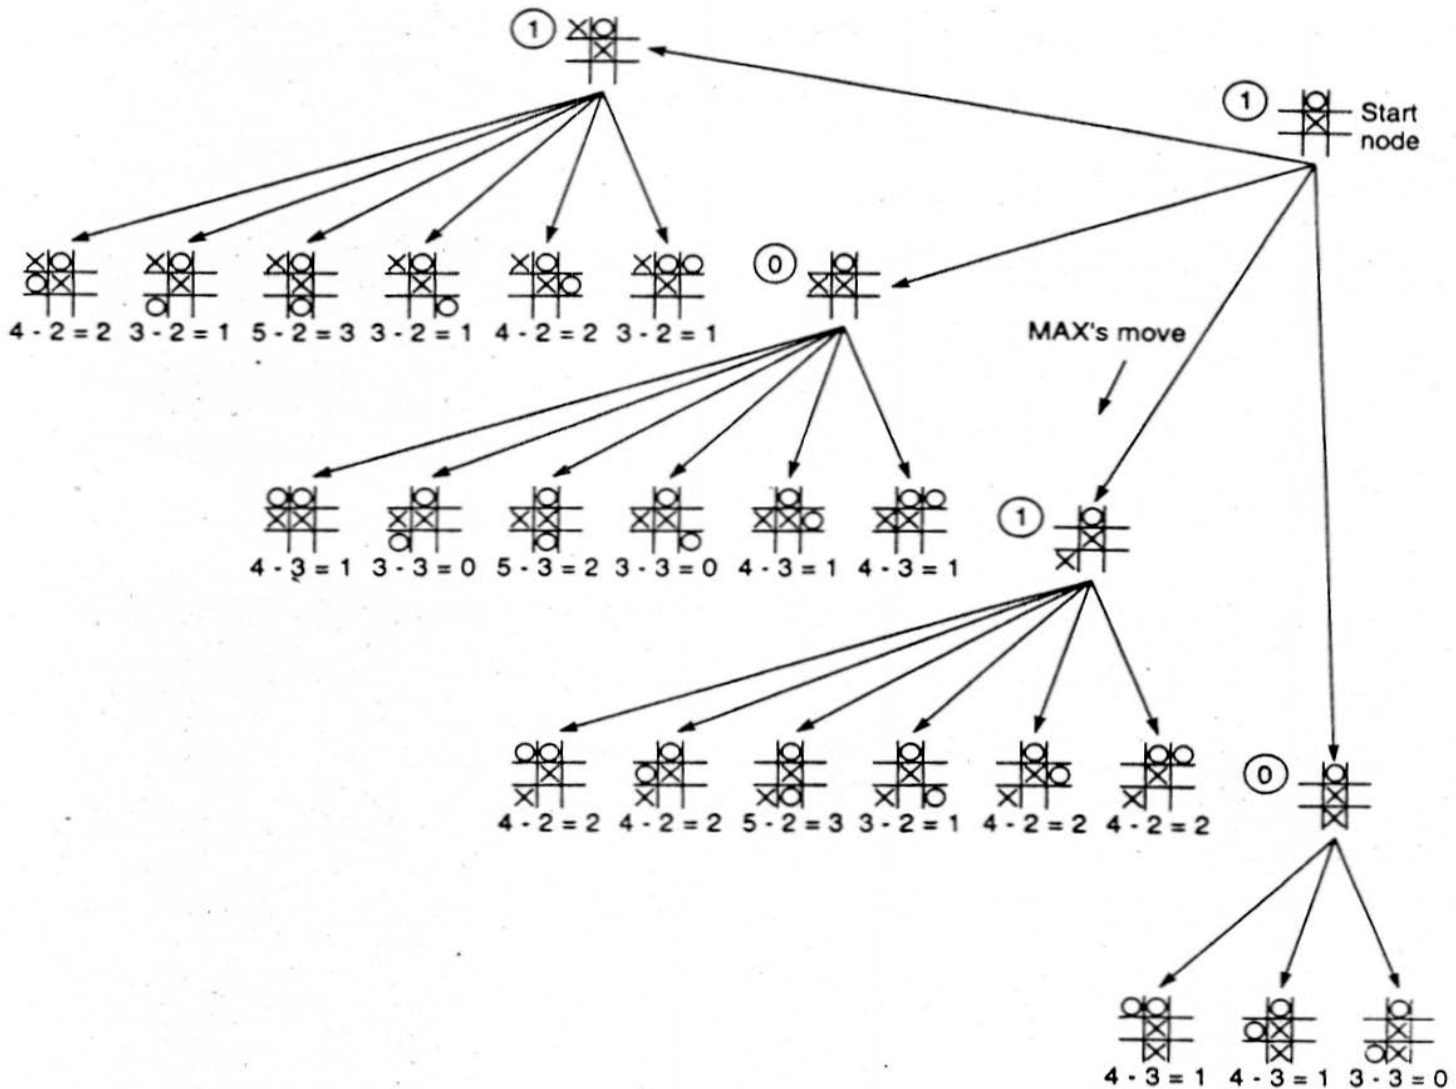 1
1
Start
node
4 - 2 = 2 3 - 2 = 1 5 - 2 = 3 3 - 2 = 1 4 - 2 = 2 3 - 2 = 1
0
MAX's move
4 - 3 = 1 3 - 3 = 0 5 - 3 = 2 3 - 3 = 0 4 - 3 = 1 4 - 3 = 1
1
4 - 2 = 2 4 - 2 = 2 5 - 2 = 3 3 - 2 = 1 4 - 2 = 2 4 - 2 = 2
0
4 - 3 = 1 4 - 3 = 1 3 - 3 = 0